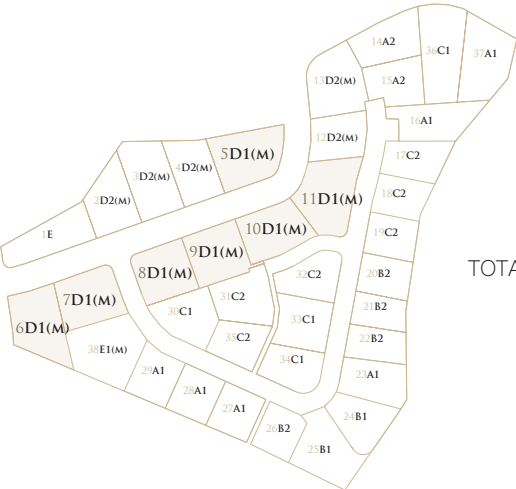 14A2
36C1
37A1
13D2(M)
15A2
16A1
12D2(M)
5D1(M)
17C2
4D2(M)
3D2(M)
18C2
2D2(M)
11D1(M)
1E
10D1(M)
19C2
9D1(M)
8D1(M)
32C2
20B2
TOTA
7D1(M)
31C2
6D1(M)
30C1
33C1
21B2
35C2
22B2
38E1(M)
34C1
29A1
23A1
28A1
27A1
24B1
26B2
25B1